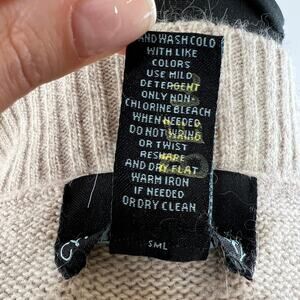 AND WASH COLD
WITH LIKE
COLORS
USE MILD
DETERGENT
ONLY NON-
CHLORINE BLEACH
WHEN NEEDED
DO NOT WRING
OR TWIST
RESHAPE
AND DRY FLAT
WARM IRON
IF NEEDED
OR DRY CLEAN
SML